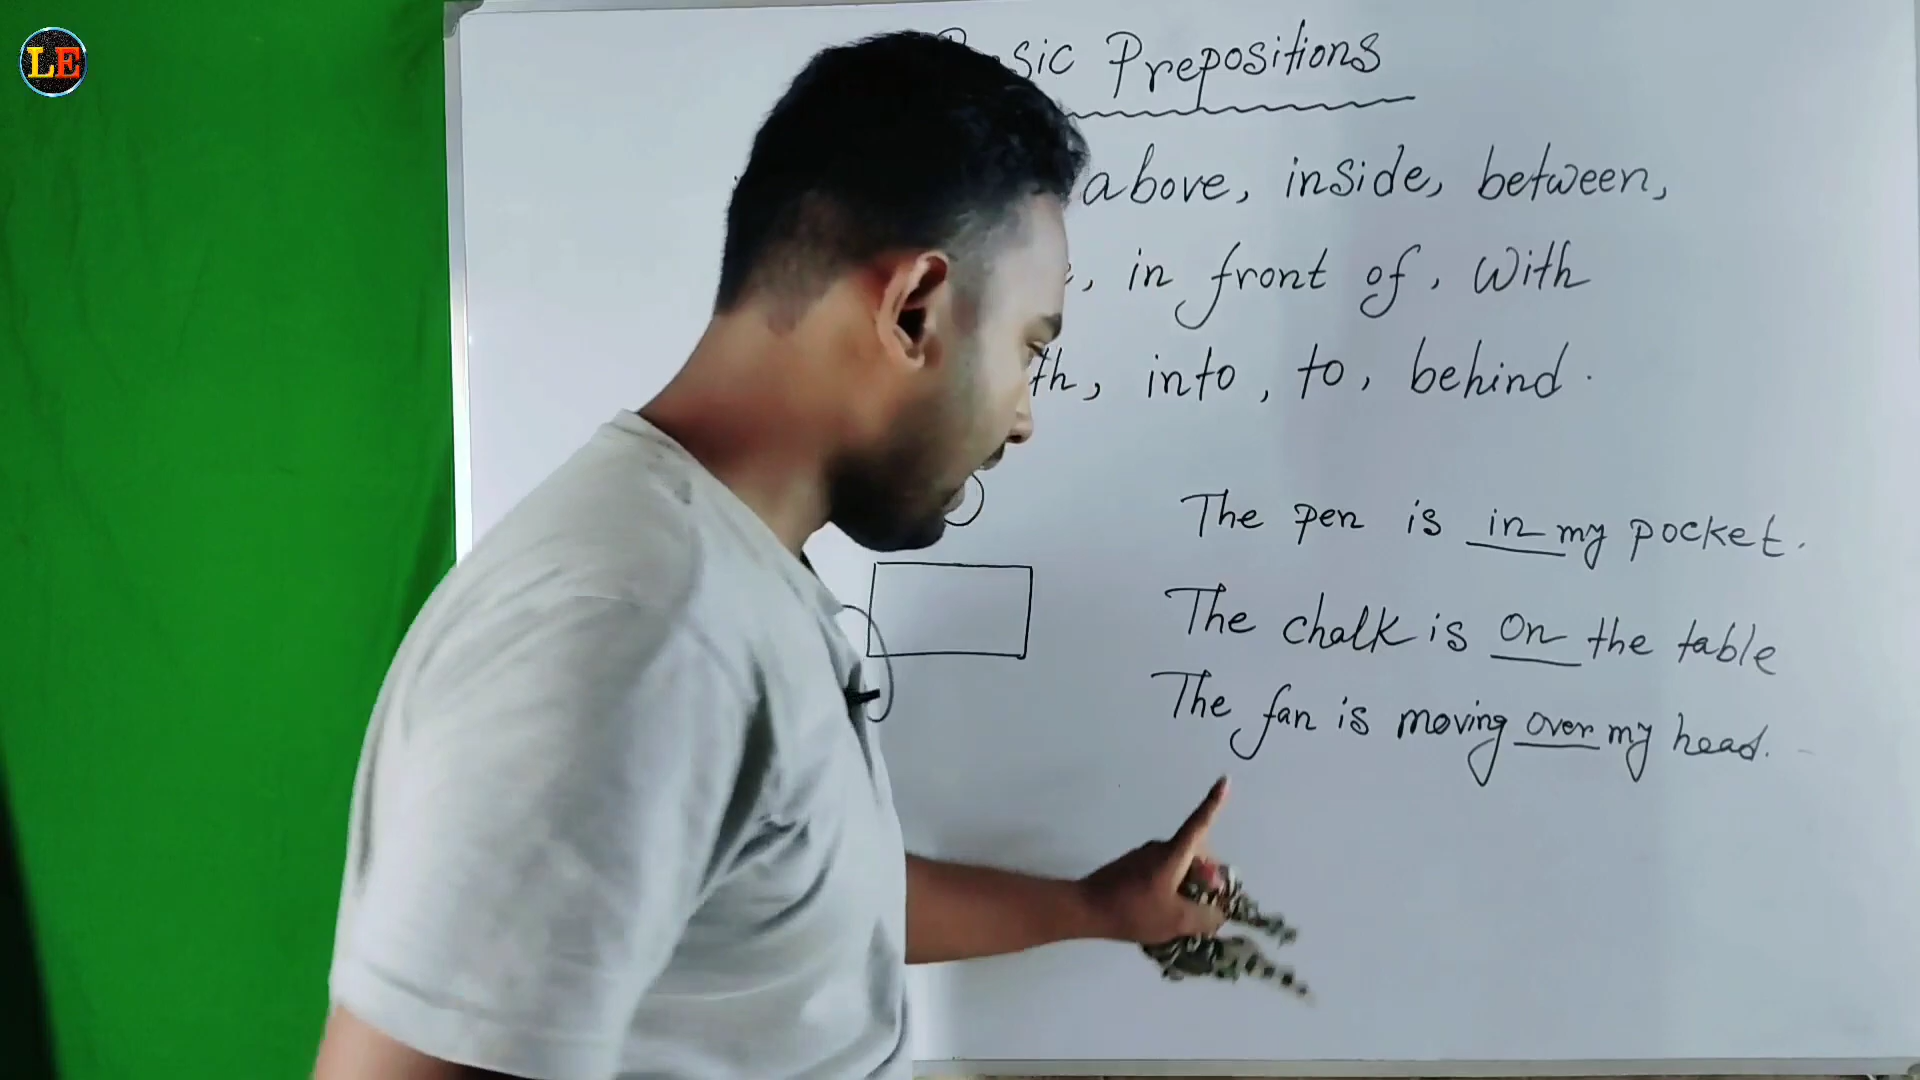 LE
Prepositions
above, inside, between,
, in front of, With
, into, to, behind.
The pen is in my pocket.
The chalk is on the table
The fan is moving over my head.